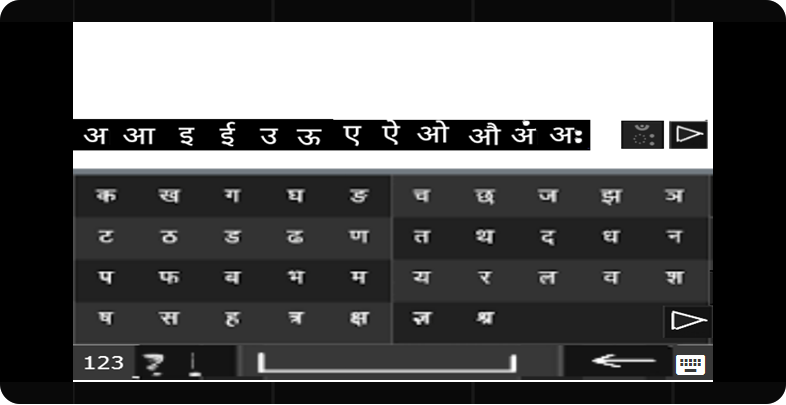 अ आ इ ई उ ऊ ए ऐ ओ औ अं अः
क ख ग घ ङ च छ ज झ ञ
ट ठ ड ढ ण त थ द ध न
प फ ब भ म य र ल व श
ष स ह त्र क्ष ज्ञ श्र
123 ? !